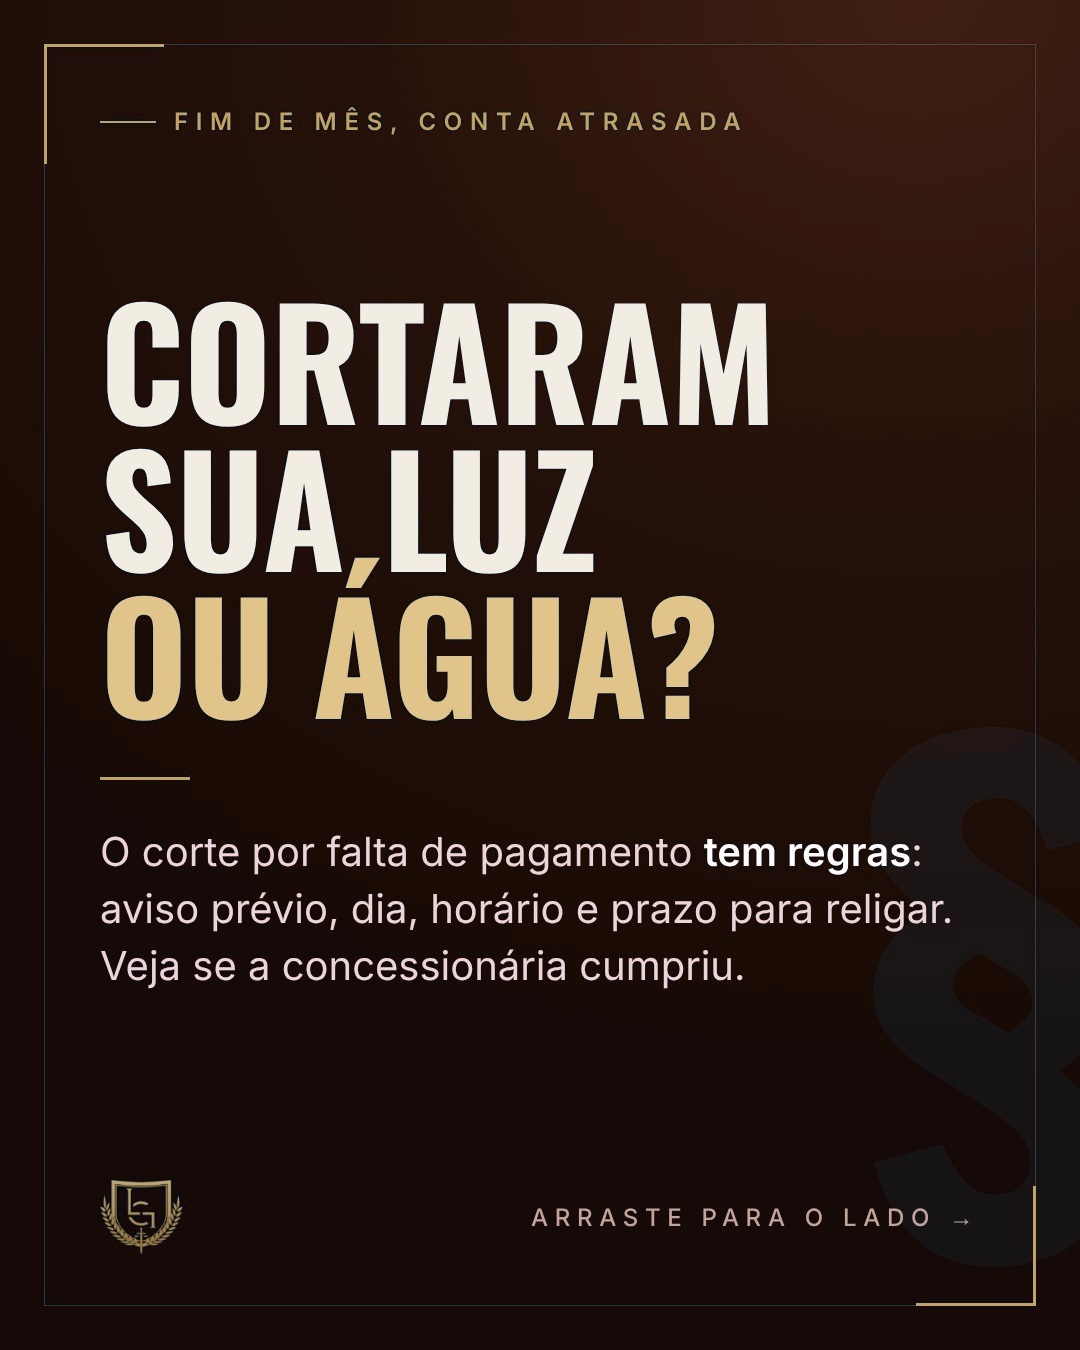 FIM DE MÊS, CONTA ATRASADA
CORTARAM
SUA LUZ
OU ÁGUA?
O corte por falta de pagamento tem regras:
aviso prévio, dia, horário e prazo para religar.
Veja se a concessionária cumpriu.
§
LG
ARRASTE PARA O LADO →